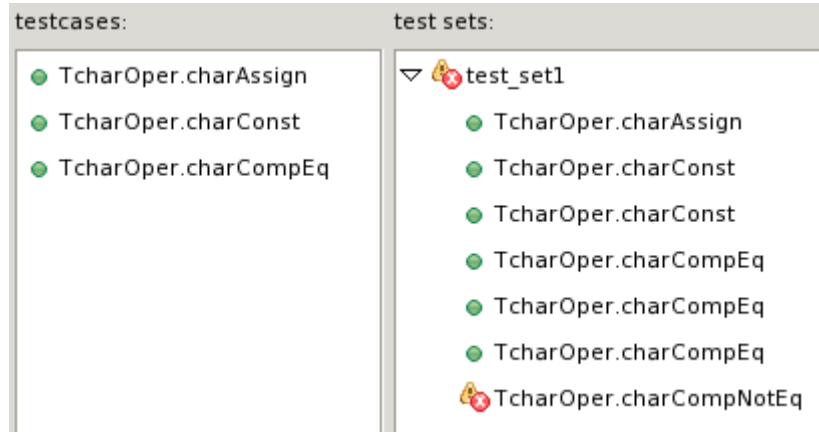 testcases:
TcharOper.charAssign
TcharOper.charConst
TcharOper.charCompEq
test sets:
test_set1
TcharOper.charAssign
TcharOper.charConst
TcharOper.charConst
TcharOper.charCompEq
TcharOper.charCompEq
TcharOper.charCompEq
TcharOper.charCompNotEq